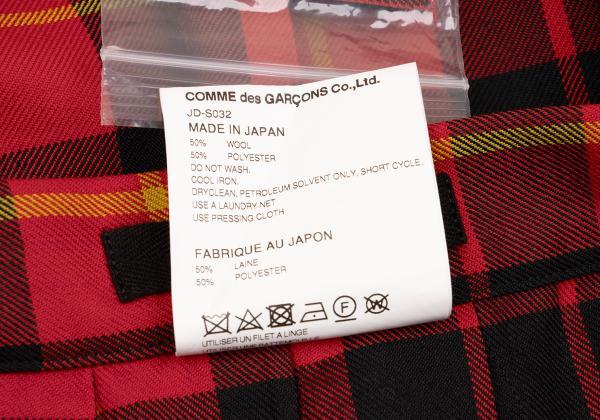 COMME des GARÇONS Co.,Ltd.
JD-S032
MADE IN JAPAN
50% WOOL
50% POLYESTER
DO NOT WASH.
COOL IRON.
DRYCLEAN, PETROLEUM SOLVENT ONLY, SHORT CYCLE.
USE A LAUNDRY-NET
USE PRESSING CLOTH
FABRIQUE AU JAPON
50% LAINE
50% POLYESTER
F
W
UTILISER UN FILET A LINGE